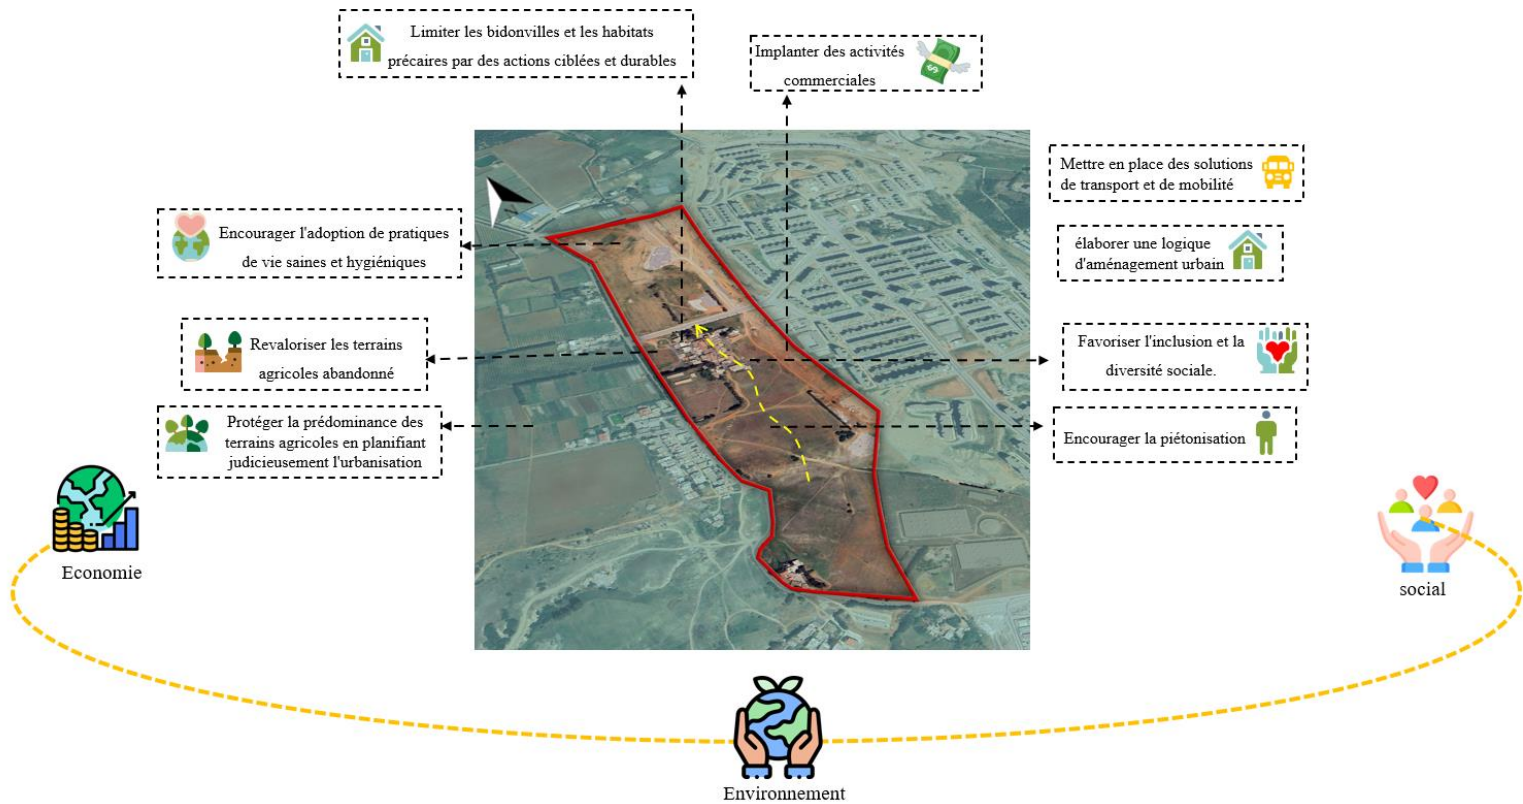 Limiter les bidonvilles et les habitats
précaires par des actions ciblées et durables
Implanter des activités
commerciales
Mettre en place des solutions
de transport et de mobilité
Encourager l'adoption de pratiques
de vie saines et hygiéniques
élaborer une logique
d'aménagement urbain
Revaloriser les terrains
agricoles abandonné
Favoriser l'inclusion et la
diversité sociale.
Protéger la prédominance des
terrains agricoles en planifiant
judicieusement l'urbanisation
Encourager la piétonisation
Economie
social
Environnement